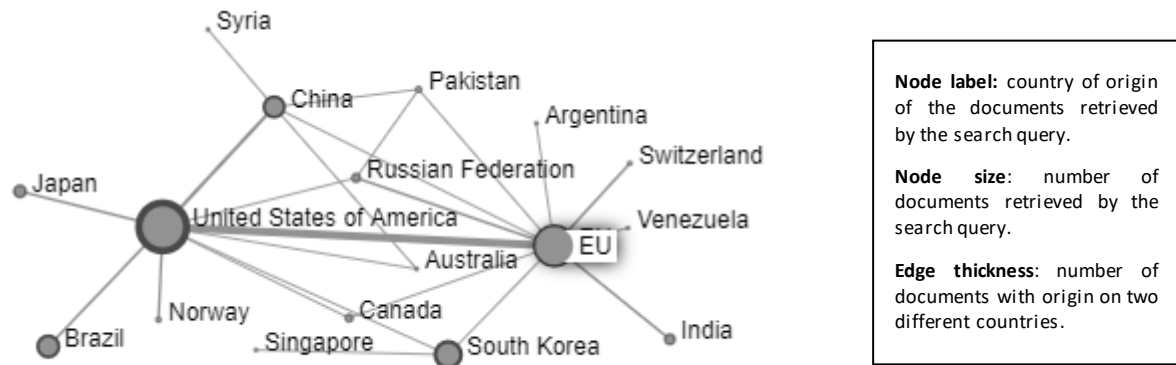 Syria
China
Pakistan
Argentina
Russian Federation
Switzerland
Japan
United States of America
Venezuela
EU
Australia
Norway
Canada
Brazil
Singapore
South Korea
India
Node label: country of origin
of the documents retrieved
by the search query.
Node size: number of
documents retrieved by the
search query.
Edge thickness: number of
documents with origin on two
different countries.